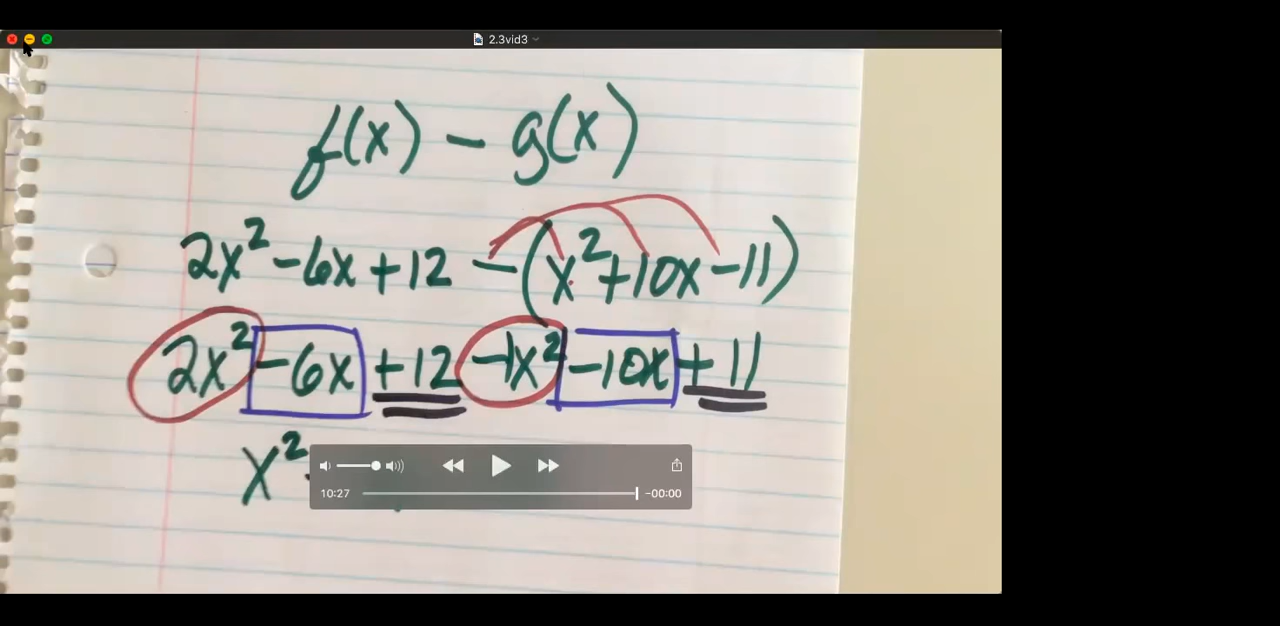 2.3vid3
f(x) - g(x)
2x² - 6x + 12 - (x² + 10x - 11)
2x² - 6x + 12 - 1x² - 10x + 11
x²
10:27 -00:00